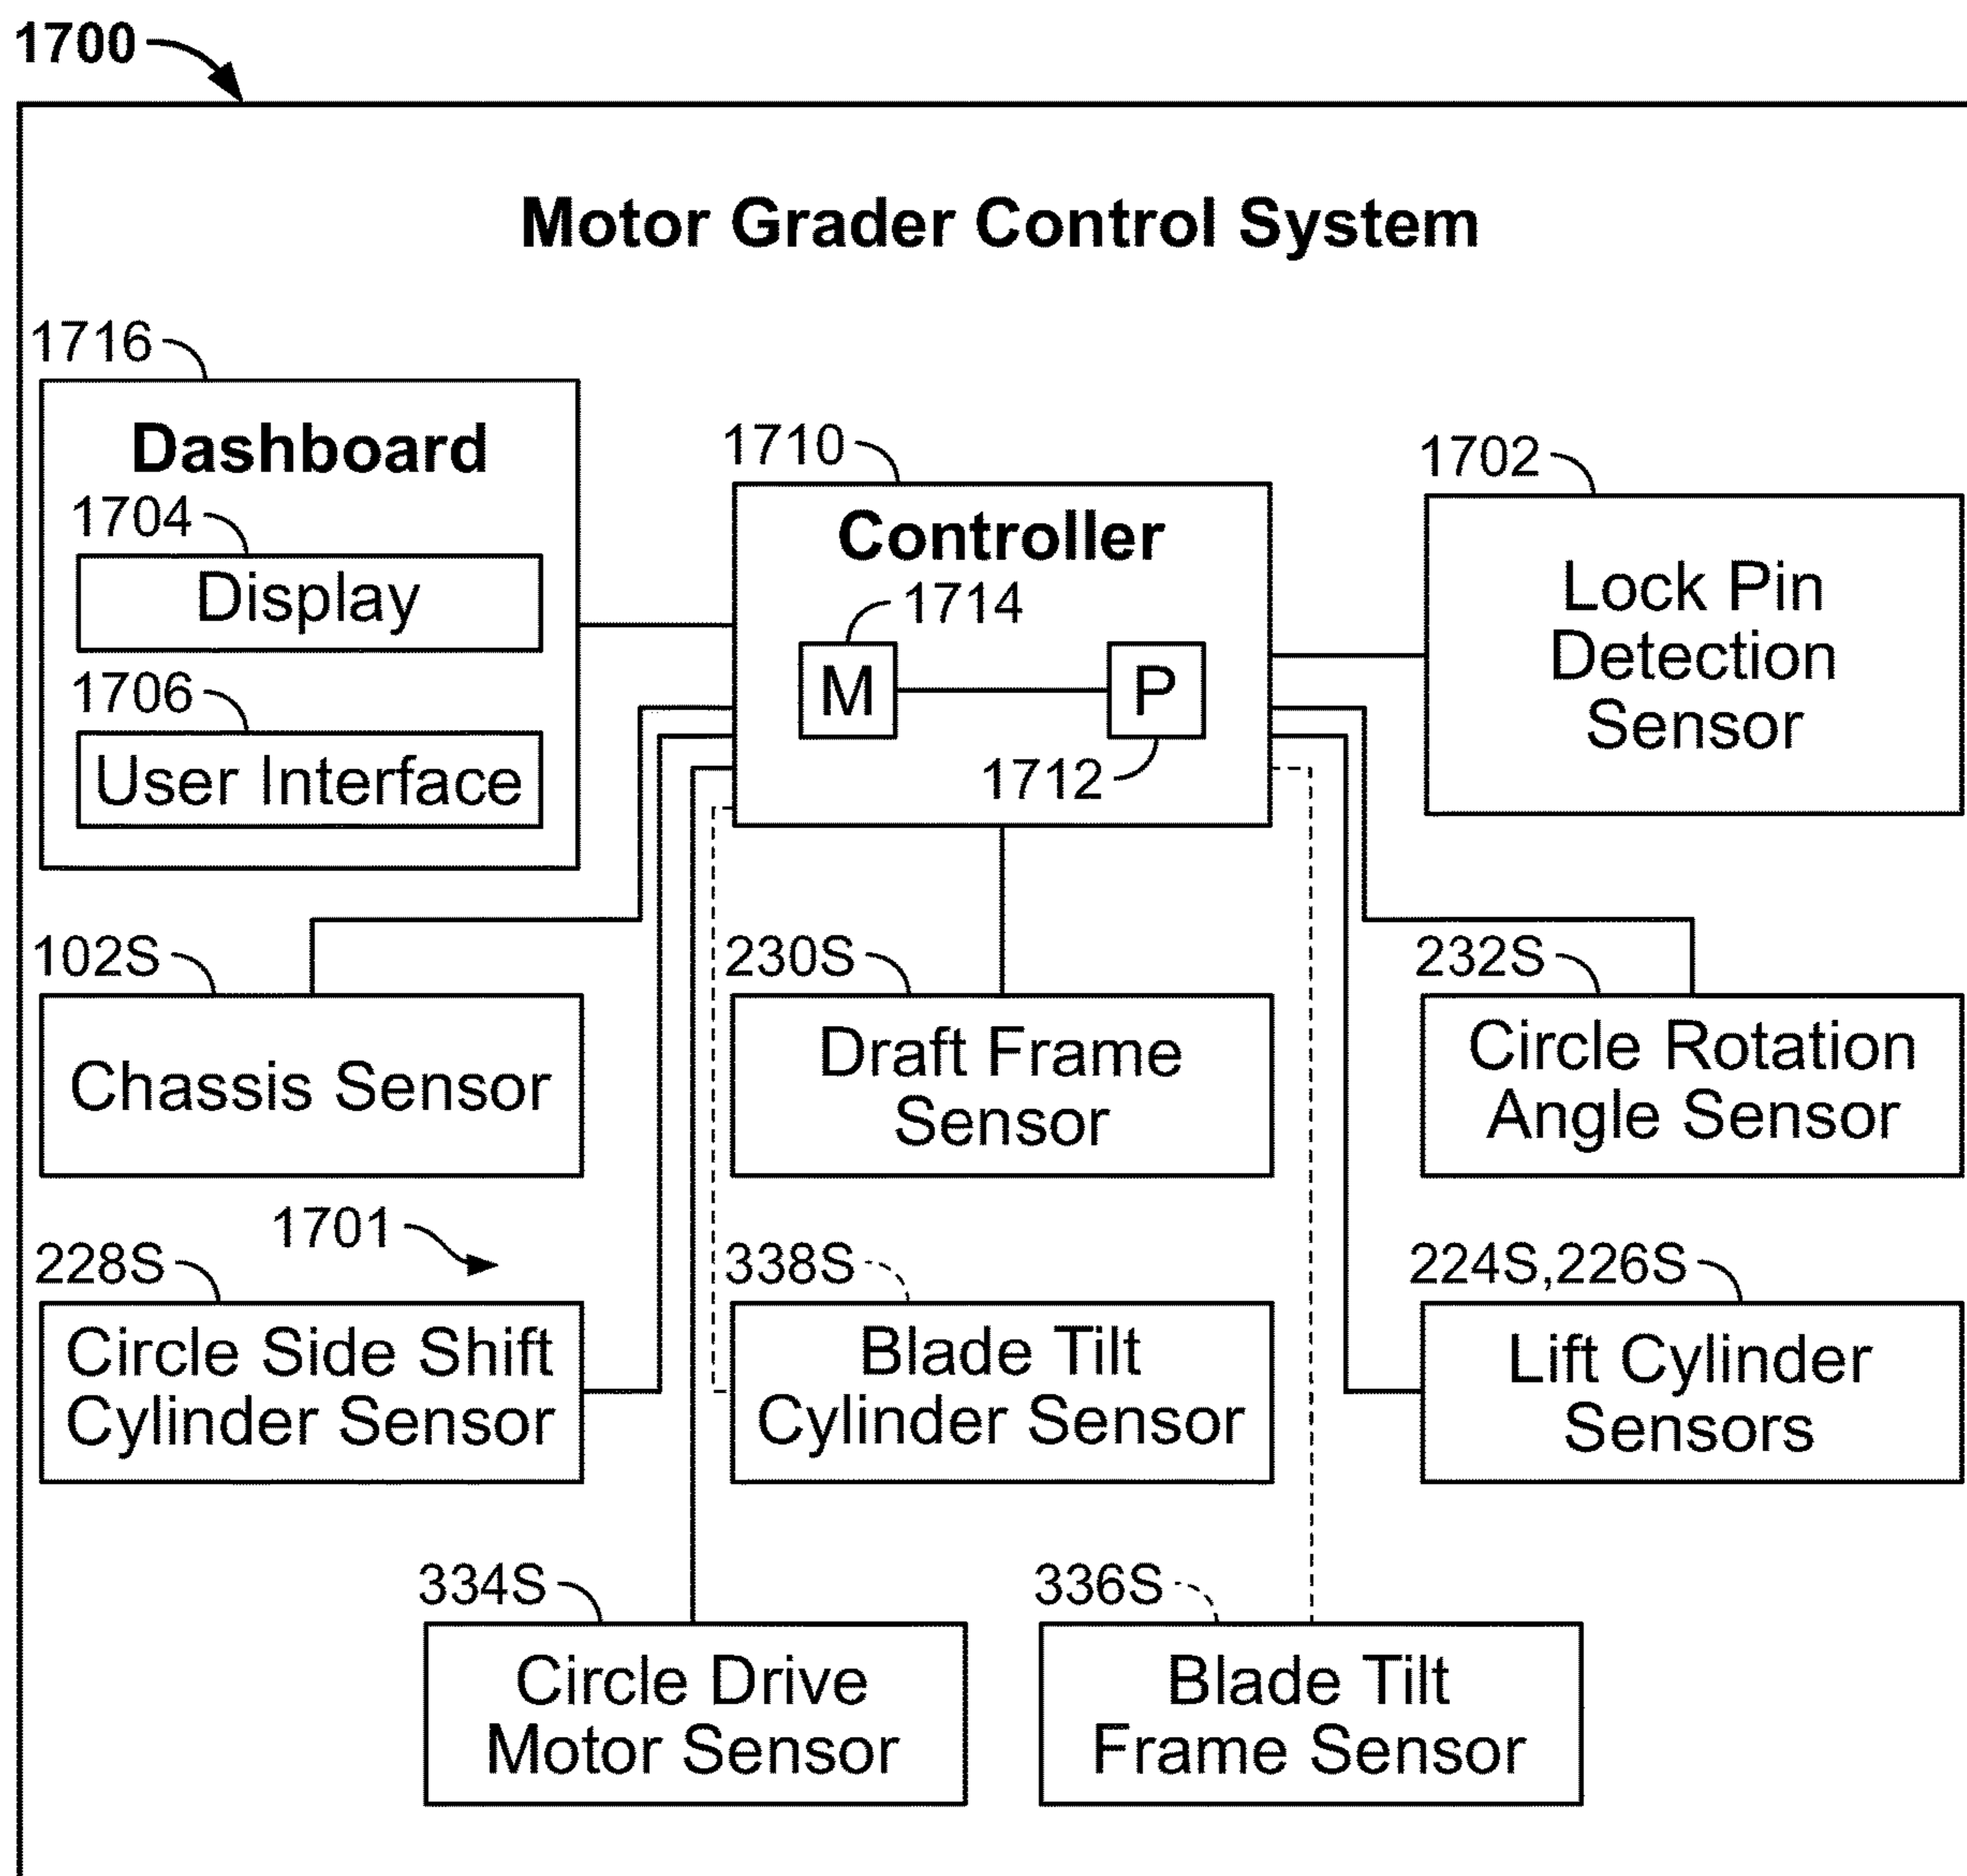 1700
Motor Grader Control System
1716
Dashboard
1704
Display
1706
User Interface
1710
Controller
1714
M
P
1712
1702
Lock Pin
Detection
Sensor
102S
Chassis Sensor
230S
Draft Frame
Sensor
232S
Circle Rotation
Angle Sensor
1701
228S
Circle Side Shift
Cylinder Sensor
338S
Blade Tilt
Cylinder Sensor
224S,226S
Lift Cylinder
Sensors
334S
Circle Drive
Motor Sensor
336S
Blade Tilt
Frame Sensor